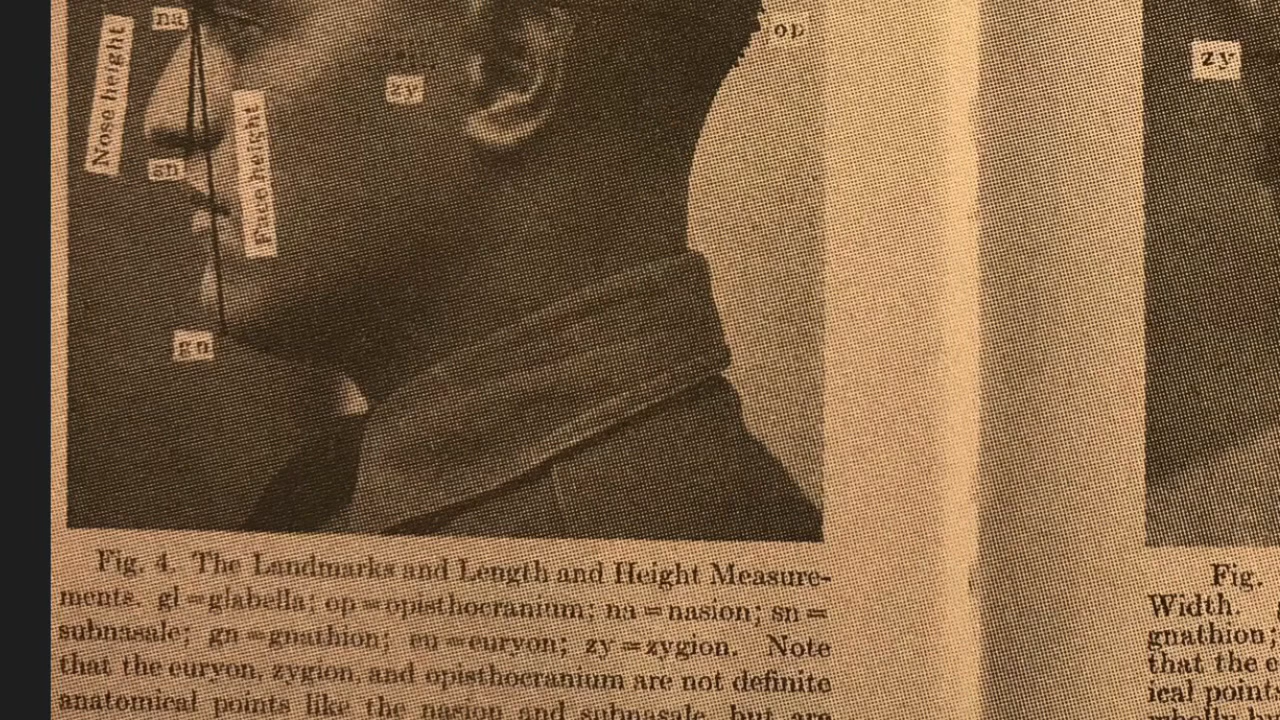 na
op
zy
Nose height
zy
sn
Face height
gn
Fig. 4. The Landmarks and Length and Height Measure-
ments. gl = glabella; op = opisthocranium; na = nasion; sn =
subnasale; gn = gnathion; eu = euryon; zy = zygion. Note
that the euryon, zygion, and opisthocranium are not definite
anatomical points like the nasion and subnasale, but are
Fig.
Width.
gnathion;
that the e
ical point